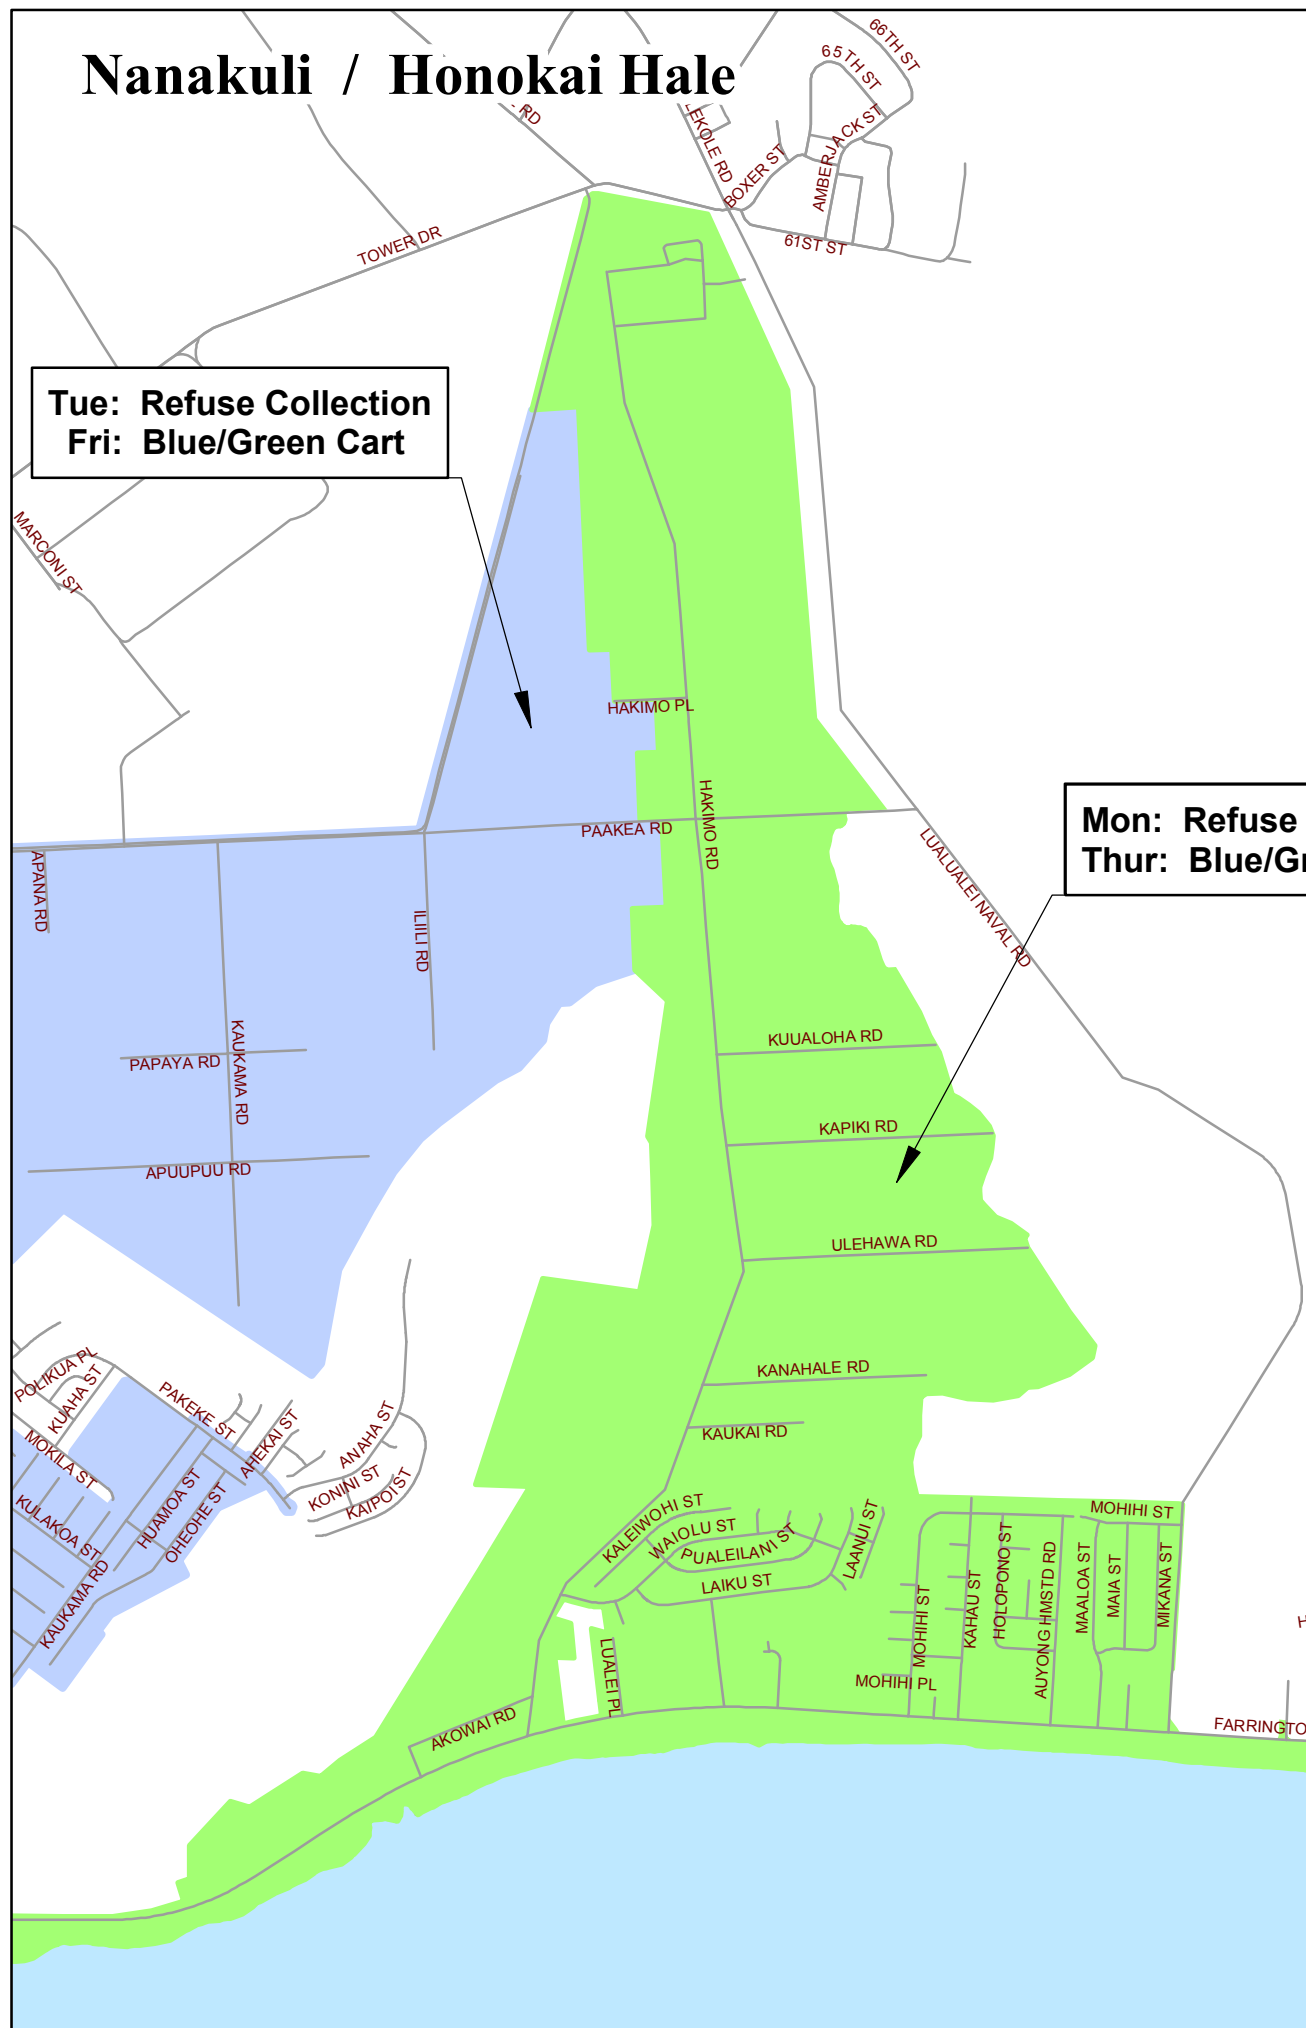 Nanakuli / Honokai Hale
66TH ST
65TH ST
RD
LEKOLE RD
AMBERJACK ST
BOXER ST
61ST ST
TOWER DR
Tue: Refuse Collection
Fri: Blue/Green Cart
MARCONI ST
HAKIMO PL
HAKIMO RD
Mon: Refuse
Thur: Blue/Gr
PAAKEA RD
LUALUALEI NAVAL RD
APANA RD
ILIILI RD
KAUKAMA RD
KUUALOHA RD
PAPAYA RD
KAPIKI RD
APUUPUU RD
ULEHAWA RD
POLIKUA PL
KUAHA ST
PAKEKE ST
KANAHALE RD
AHEKAI ST
ANAHA ST
KAUKAI RD
MOKILA ST
KONINI ST
KAIPOI ST
HUAMOA ST
OHEOHE ST
KULAKOA ST
KAUKAMA RD
KALEIWOHI ST
WAIOLU ST
PUALEILANI ST
LAIKU ST
LAANUI ST
MOHIHI ST
MOHIHI ST
KAHAU ST
HOLOPONO ST
AUYONG HMSTD RD
MAALOA ST
MAIA ST
MIKANA ST
H
LUALEI PL
MOHIHI PL
AKOWAI RD
FARRINGTO